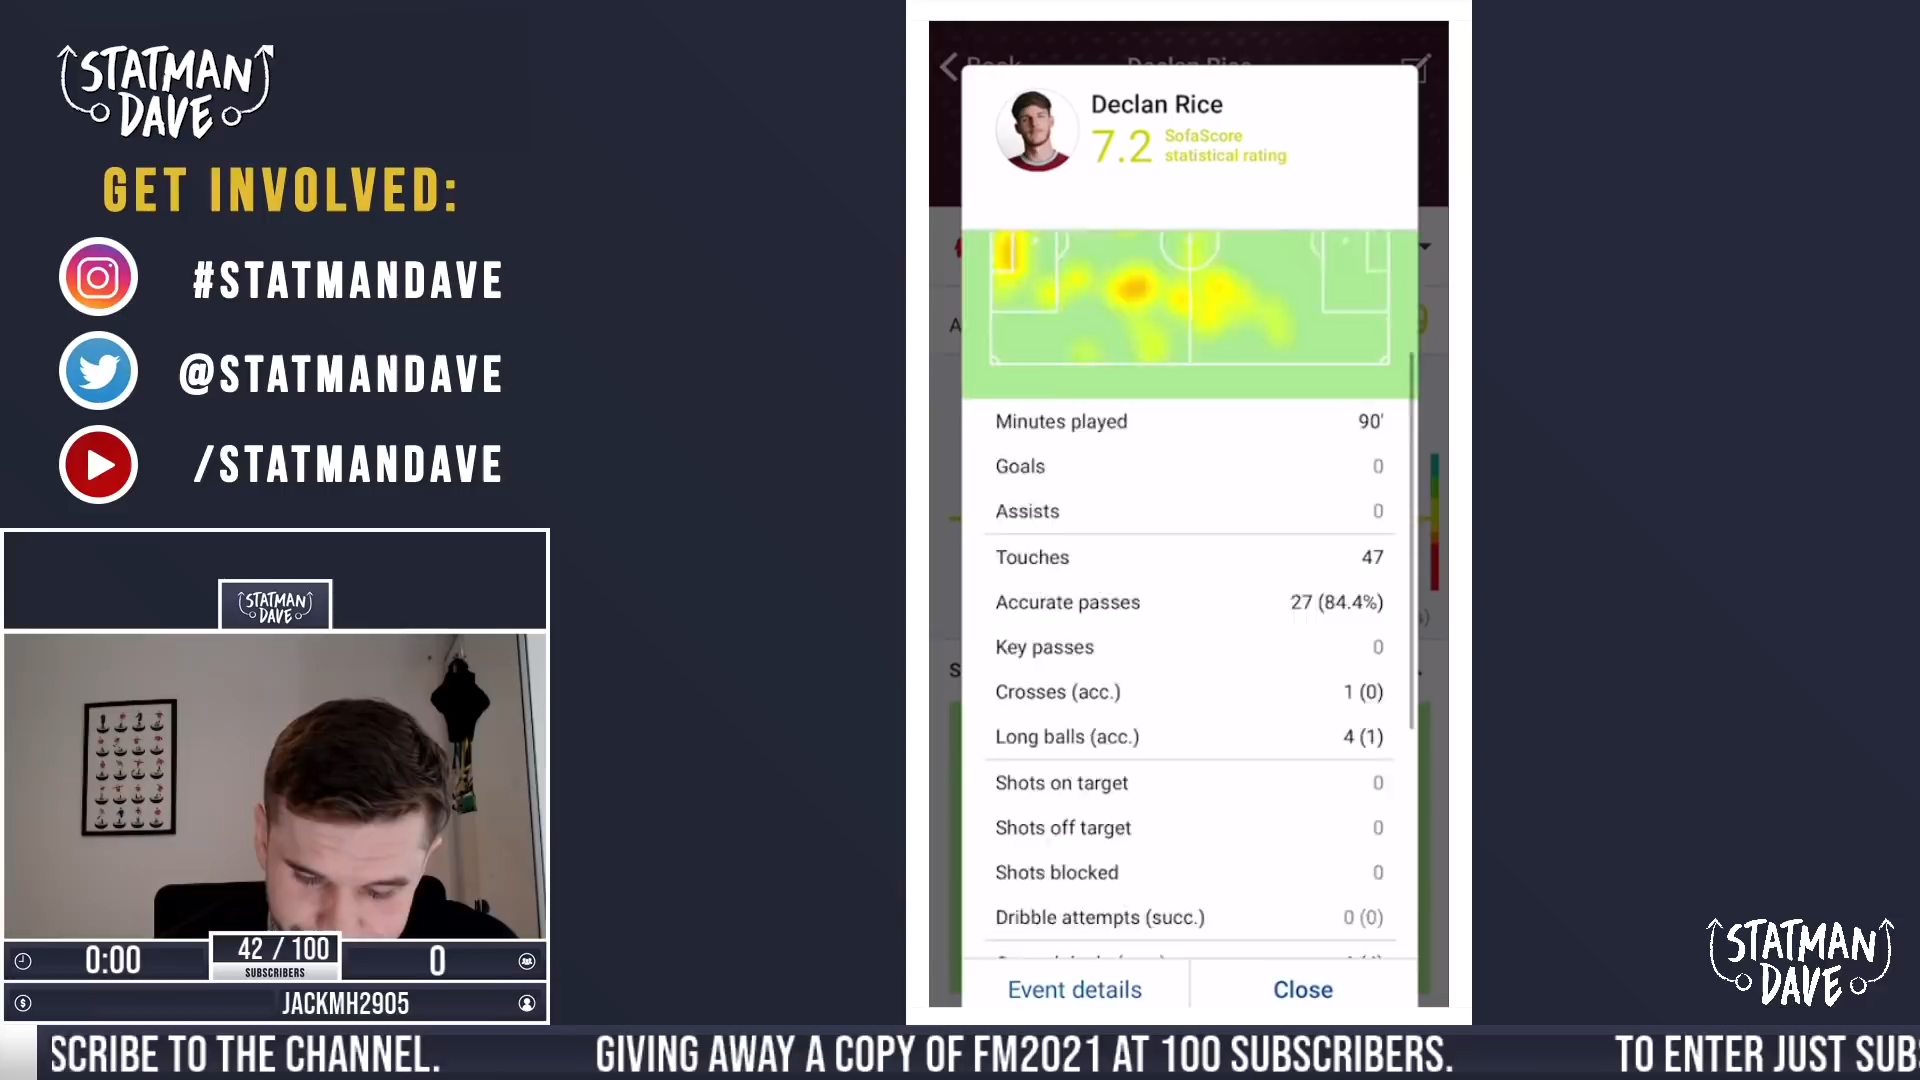 STATMAN
DAVE
GET INVOLVED:
#STATMANDAVE
@STATMANDAVE
/STATMANDAVE
STATMAN
DAVE
0:00
42 / 100
SUBSCRIBERS
0
JACKMH2905
Declan Rice
7.2
SofaScore
statistical rating
Minutes played 90'
Goals 0
Assists 0
Touches 47
Accurate passes 27 (84.4%)
Key passes 0
Crosses (acc.) 1 (0)
Long balls (acc.) 4 (1)
Shots on target 0
Shots off target 0
Shots blocked 0
Dribble attempts (succ.) 0 (0)
Event details
Close
STATMAN
DAVE
SCRIBE TO THE CHANNEL. GIVING AWAY A COPY OF FM2021 AT 100 SUBSCRIBERS. TO ENTER JUST SUBS